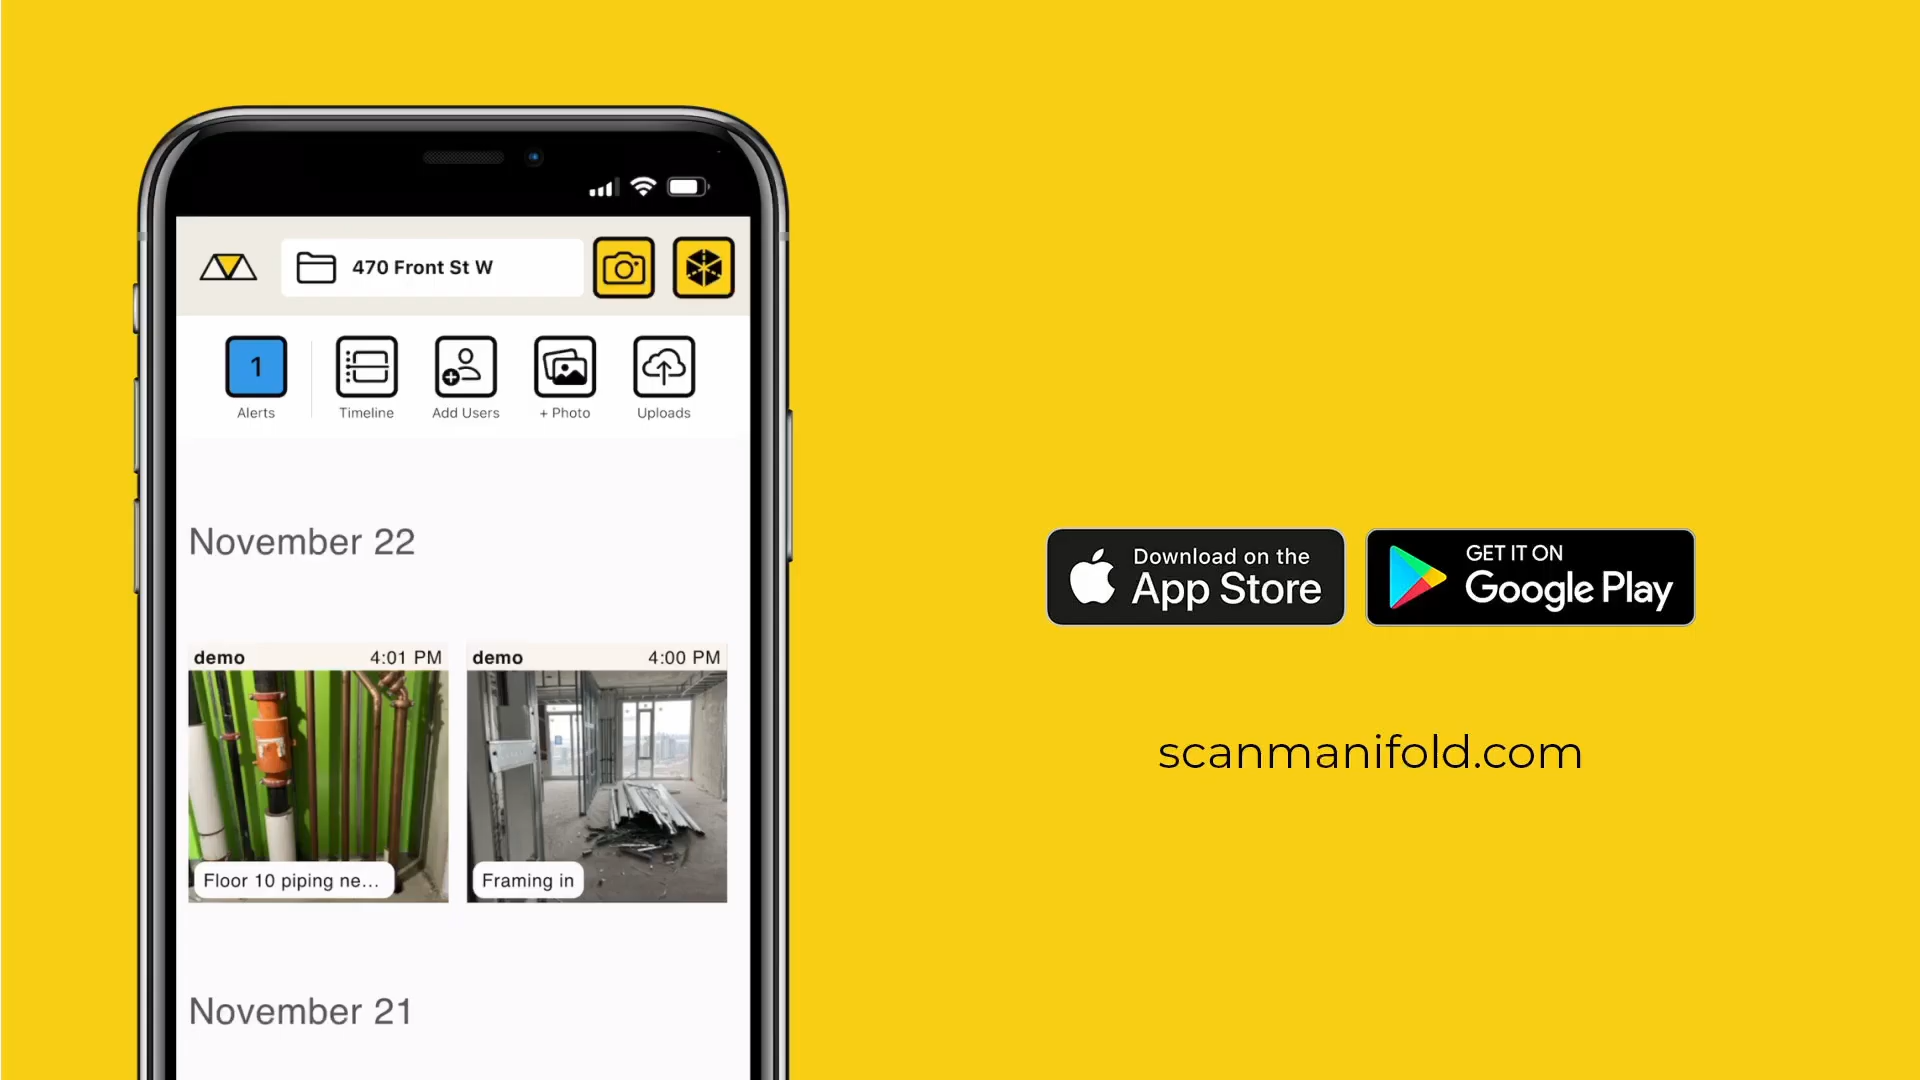 470 Front St W
1
Alerts
Timeline
Add Users
+ Photo
Uploads
November 22
demo 4:01 PM
Floor 10 piping ne...
demo 4:00 PM
Framing in
November 21
Download on the
App Store
GET IT ON
Google Play
scanmanifold.com